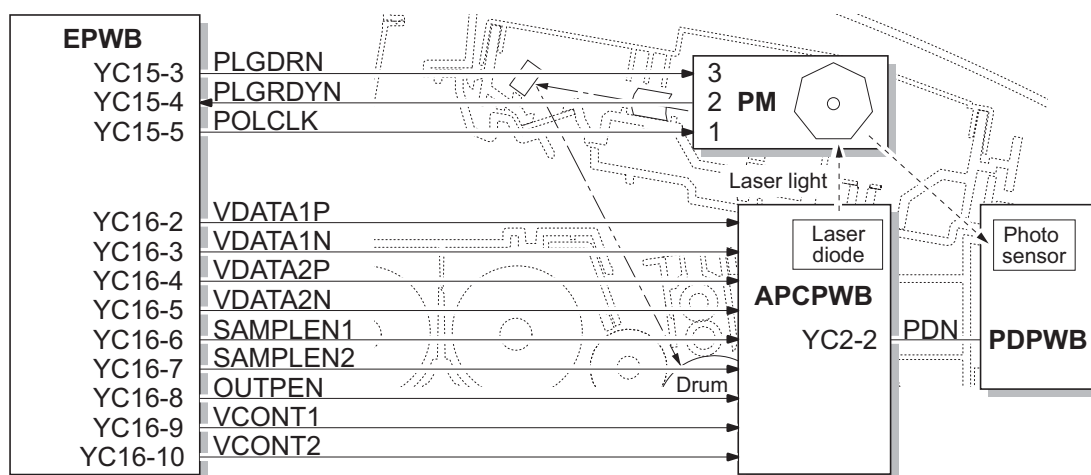 EPWB
YC15-3 PLGDRN 3
YC15-4 PLGRDYN 2 PM
YC15-5 POLCLK 1
Laser light
YC16-2 VDATA1P
YC16-3 VDATA1N
YC16-4 VDATA2P
YC16-5 VDATA2N
YC16-6 SAMPLEN1
YC16-7 SAMPLEN2
YC16-8 OUTPEN
YC16-9 VCONT1
YC16-10 VCONT2
Drum
Laser
diode
APCPWB
YC2-2 PDN
Photo
sensor
PDPWB